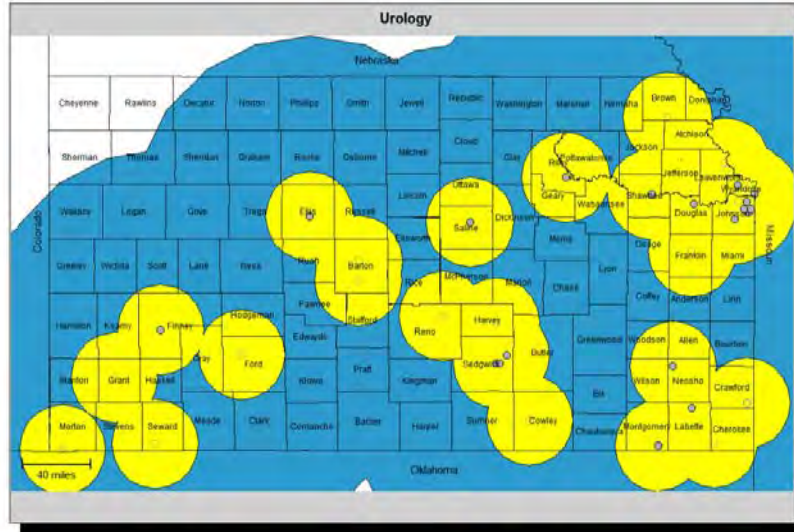 Urology
Nebraska
Cheyenne Rawlins Decatur Norton Phillips Smith Jewell Republic Washington Marshall Nemaha Brown Doniphan
Sherman Thomas Sheridan Graham Rooks Osborne Mitchell Cloud Clay Riley Pottawatomie Jackson Atchison
Jefferson Leavenworth Wyandotte
Wallace Logan Gove Trego Ellis Russell Lincoln Ottawa Saline Dickinson Geary Wabaunsee Shawnee Douglas Johnson
Colorado
Missouri
Greeley Wichita Scott Lane Ness Rush Barton Ellsworth Rice McPherson Marion Morris Chase Lyon Osage Franklin Miami
Hamilton Kearny Finney Hodgeman Pawnee Stafford Reno Harvey Coffey Anderson Linn
Gray Ford Edwards Sedgwick Butler Greenwood Woodson Allen Bourbon
Stanton Grant Haskell Kiowa Pratt Kingman Elk Wilson Neosho Crawford
Morton Stevens Seward Meade Clark Comanche Barber Harper Sumner Cowley Chautauqua Montgomery Labette Cherokee
40 miles
Oklahoma